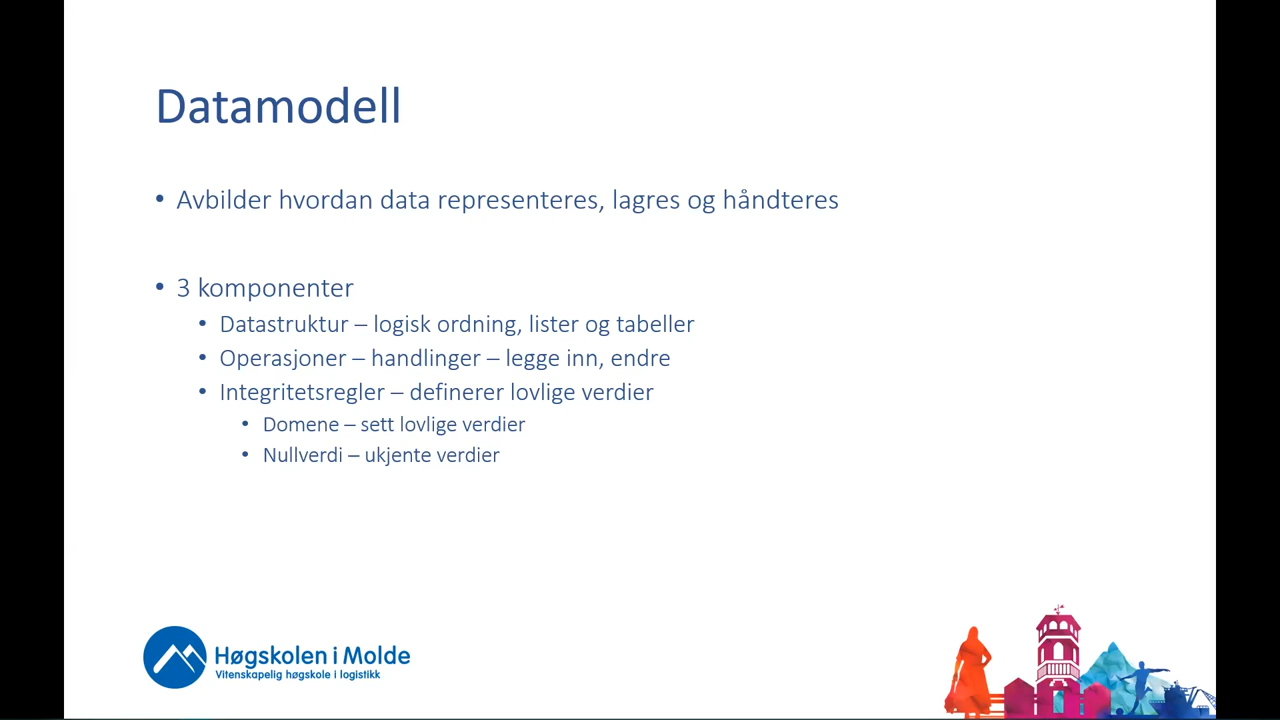 Datamodell
• Avbilder hvordan data representeres, lagres og håndteres
• 3 komponenter
• Datastruktur – logisk ordning, lister og tabeller
• Operasjoner – handlinger – legge inn, endre
• Integritetsregler – definerer lovlige verdier
• Domene – sett lovlige verdier
• Nullverdi – ukjente verdier
Høgskolen i Molde
Vitenskapelig høgskole i logistikk